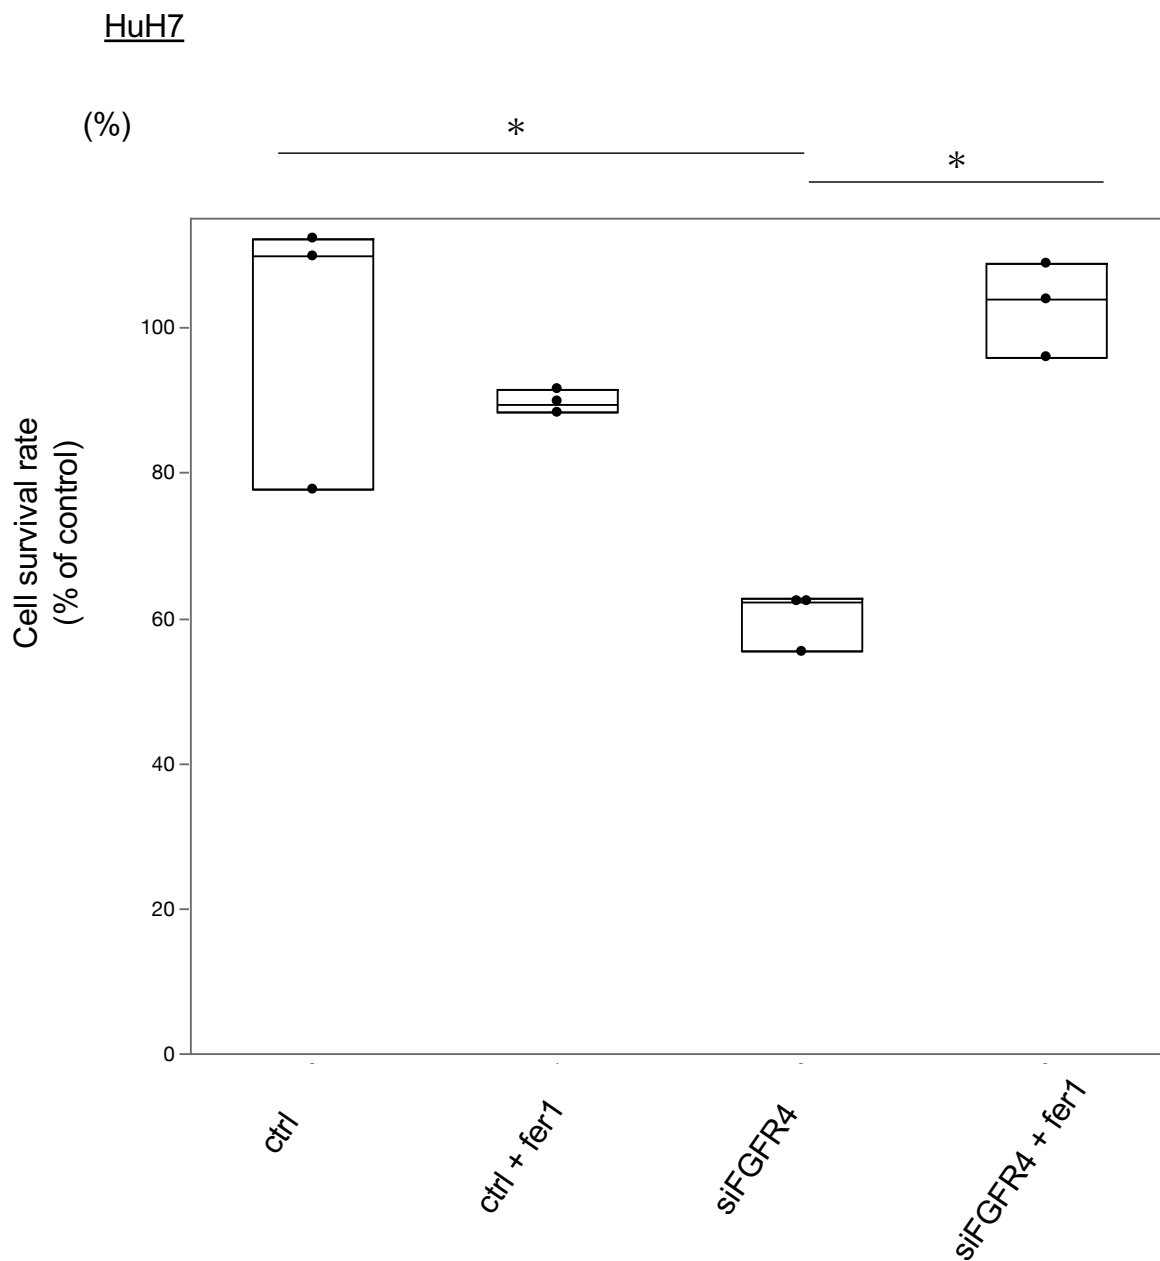 HuH7
(%)
*
*
100
80
60
40
20
0
Cell survival rate
(% of control)
ctrl
ctrl + fer1
siFGFR4
siFGFR4 + fer1